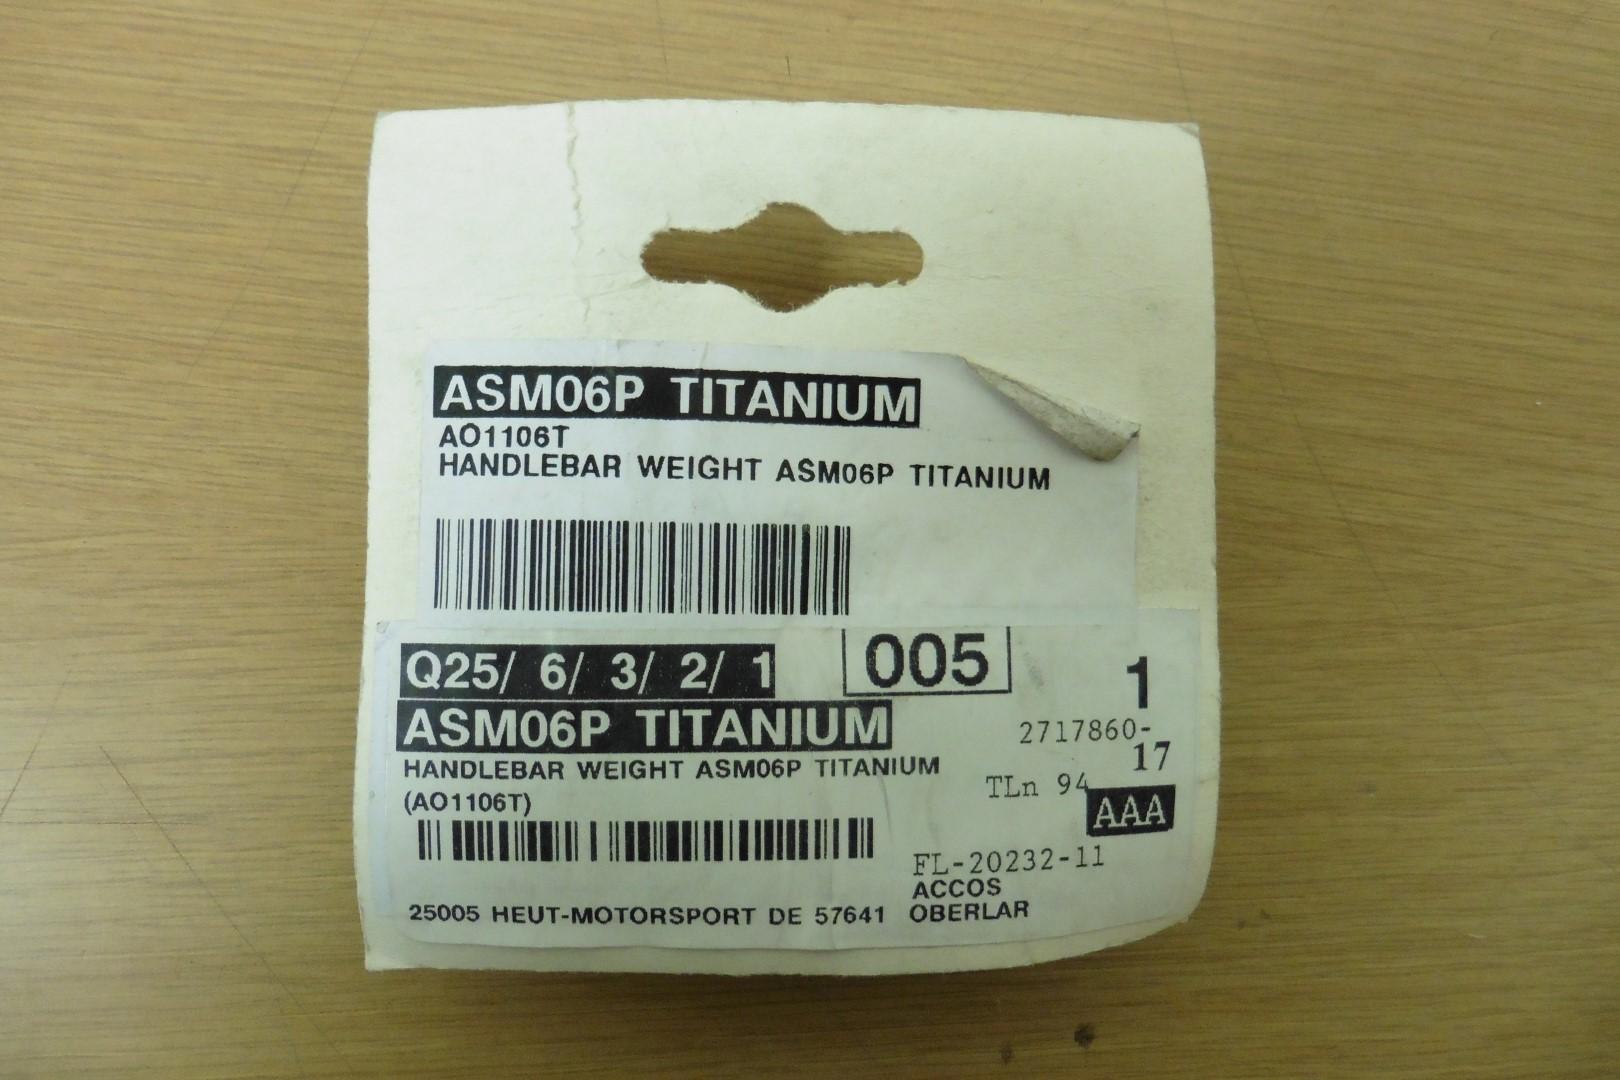 ASM06P TITANIUM
AO1106T
HANDLEBAR WEIGHT ASM06P TITANIUM
Q25/ 6/ 3/ 2/ 1
005
1
ASM06P TITANIUM
2717860-
17
HANDLEBAR WEIGHT ASM06P TITANIUM
TLn 94
(AO1106T)
AAA
FL-20232-11
ACCOS
25005 HEUT-MOTORSPORT DE 57641 OBERLAR